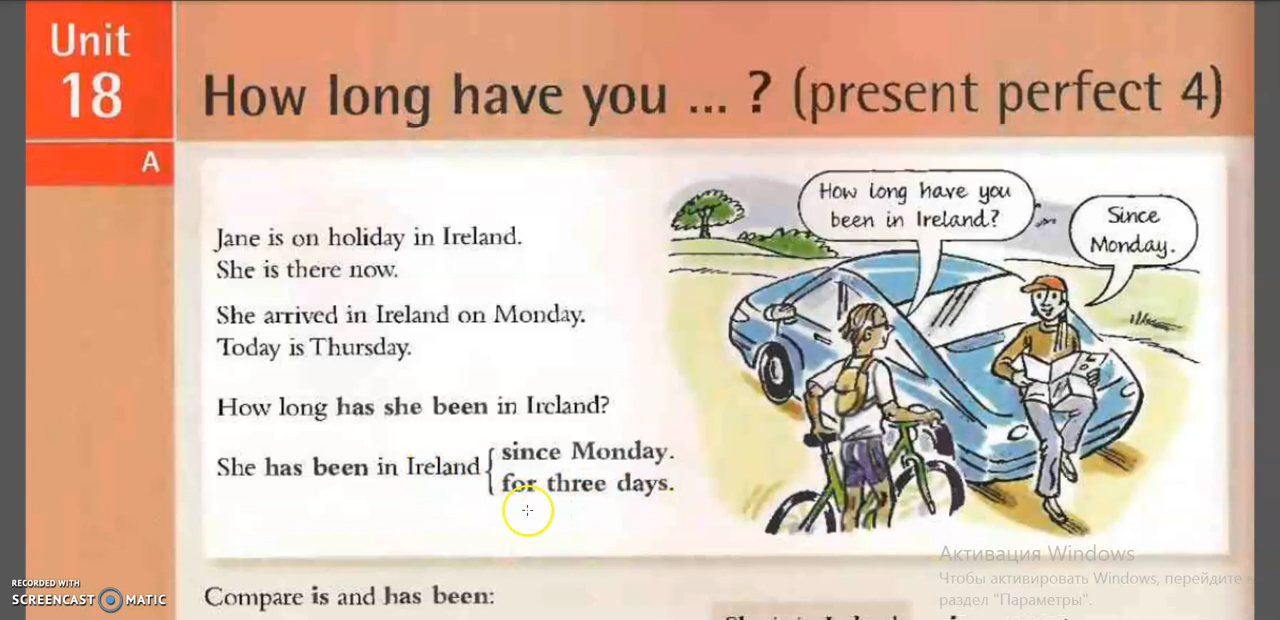 Unit
18
How long have you ... ? (present perfect 4)
A
Jane is on holiday in Ireland.
She is there now.
She arrived in Ireland on Monday.
Today is Thursday.
How long has she been in Ireland?
She has been in Ireland
since Monday.
for three days.
How long have you
been in Ireland?
Since
Monday.
Compare is and has been:
Активация Windows
Чтобы активировать Windows, перейдите в
раздел "Параметры".
RECORDED WITH
SCREENCAST MATIC